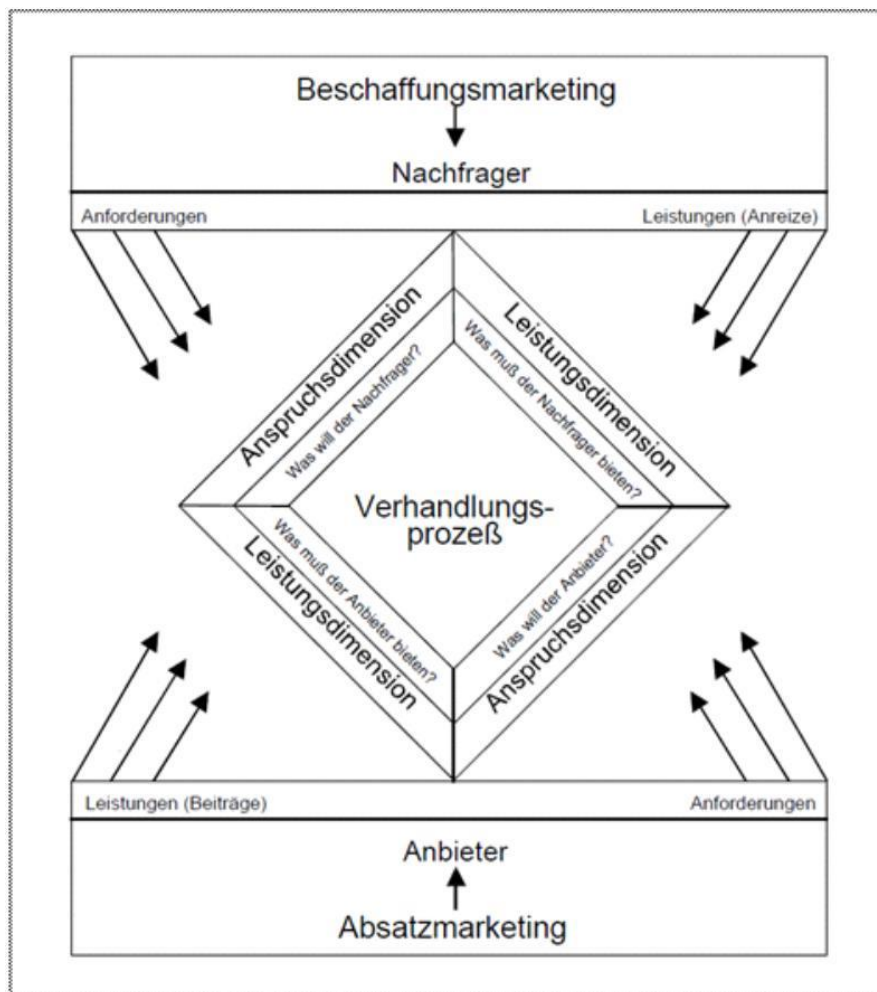 Beschaffungsmarketing
Nachfrager
Anforderungen
Leistungen (Anreize)
Anspruchsdimension
Was will der Nachfrager?
Leistungsdimension
Was muß der Nachfrager bieten?
Verhandlungs-
prozeß
Was muß der Anbieter bieten?
Leistungsdimension
Was will der Anbieter?
Anspruchsdimension
Leistungen (Beiträge)
Anforderungen
Anbieter
Absatzmarketing